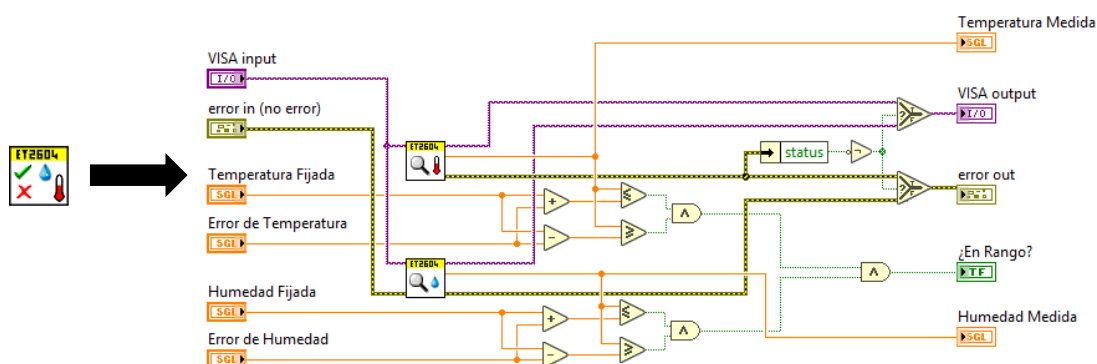 Temperatura Medida
SGL
VISA input
I/O
error in (no error)
VISA output
I/O
ET2604
ET2604
status
T
F
?
Temperatura Fijada
SGL
error out
T
F
?
Error de Temperatura
SGL
ET2604
¿En Rango?
TF
Humedad Fijada
SGL
Humedad Medida
SGL
Error de Humedad
SGL